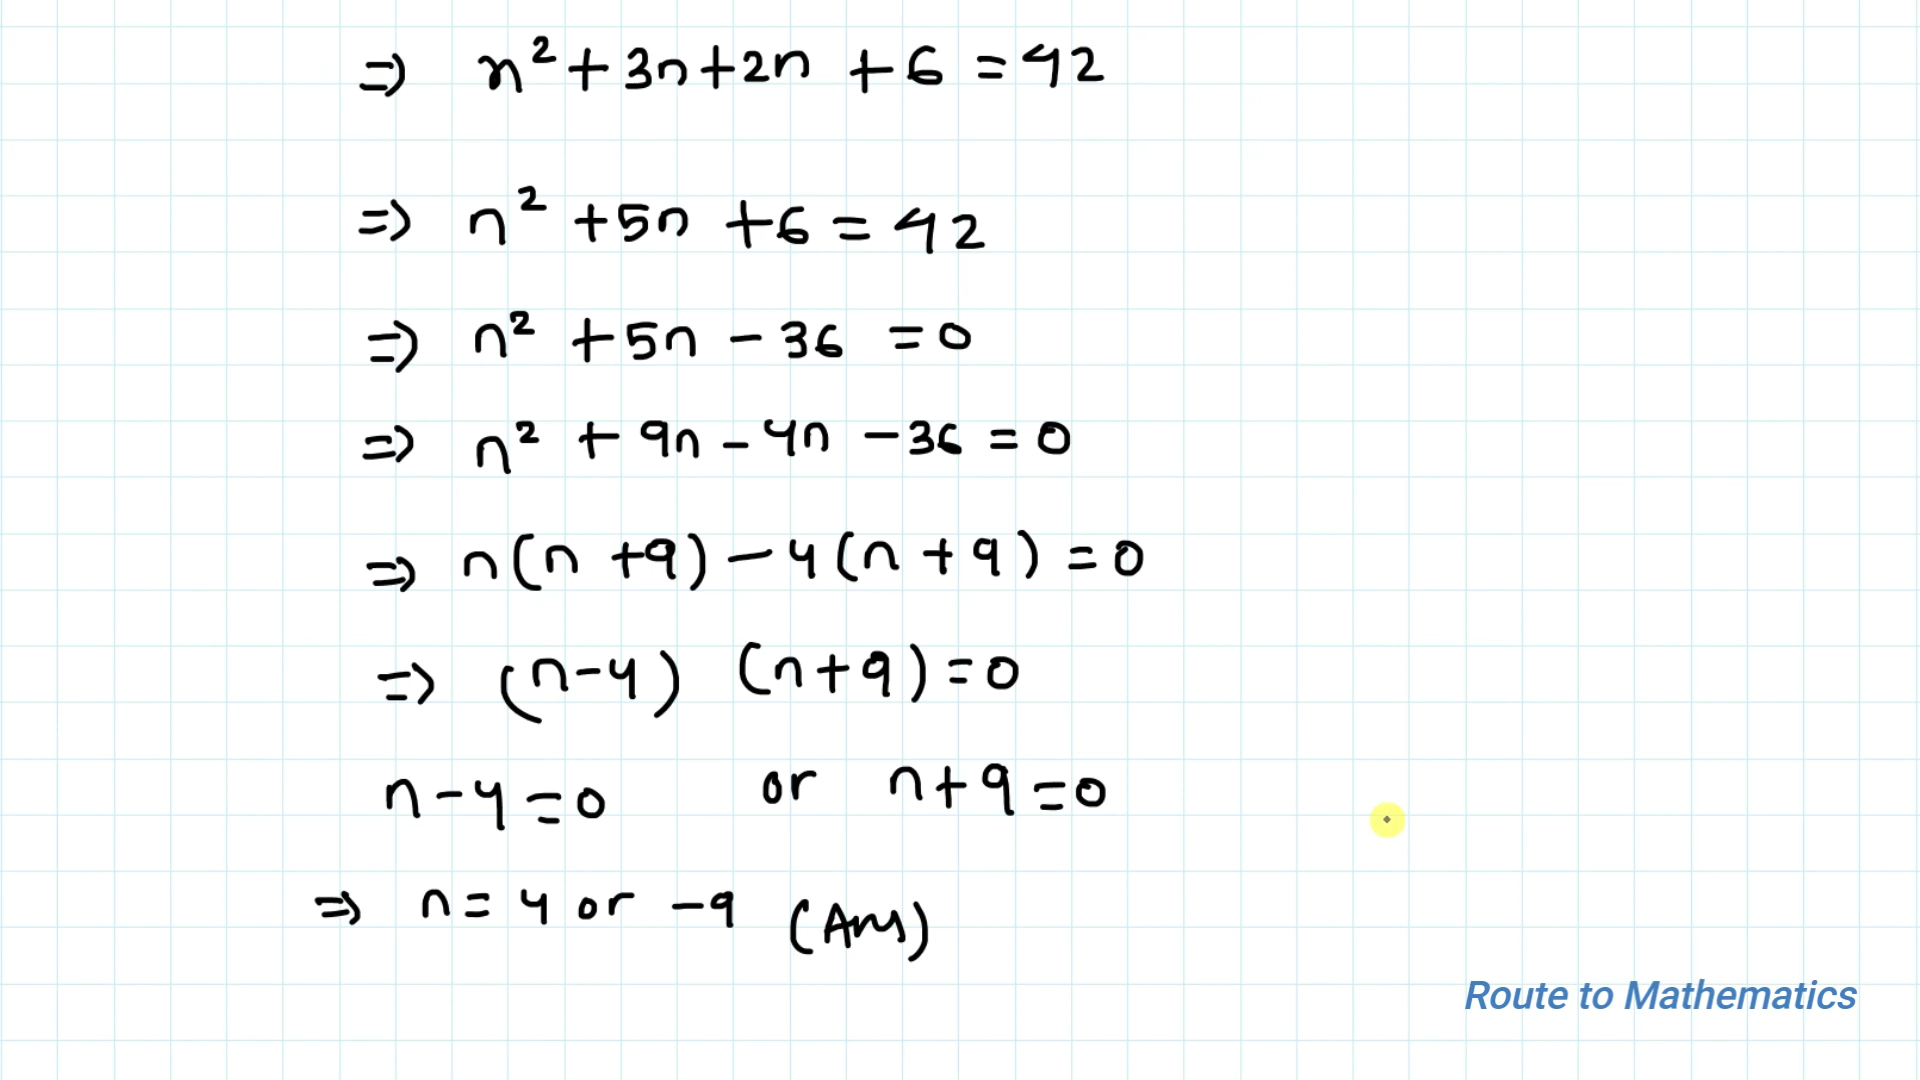 ⇒ n² + 3n + 2n + 6 = 42
⇒ n² + 5n + 6 = 42
⇒ n² + 5n - 36 = 0
⇒ n² + 9n - 4n - 36 = 0
⇒ n(n + 9) - 4(n + 9) = 0
⇒ (n - 4) (n + 9) = 0
n - 4 = 0 or n + 9 = 0
⇒ n = 4 or -9 (Ans)
Route to Mathematics